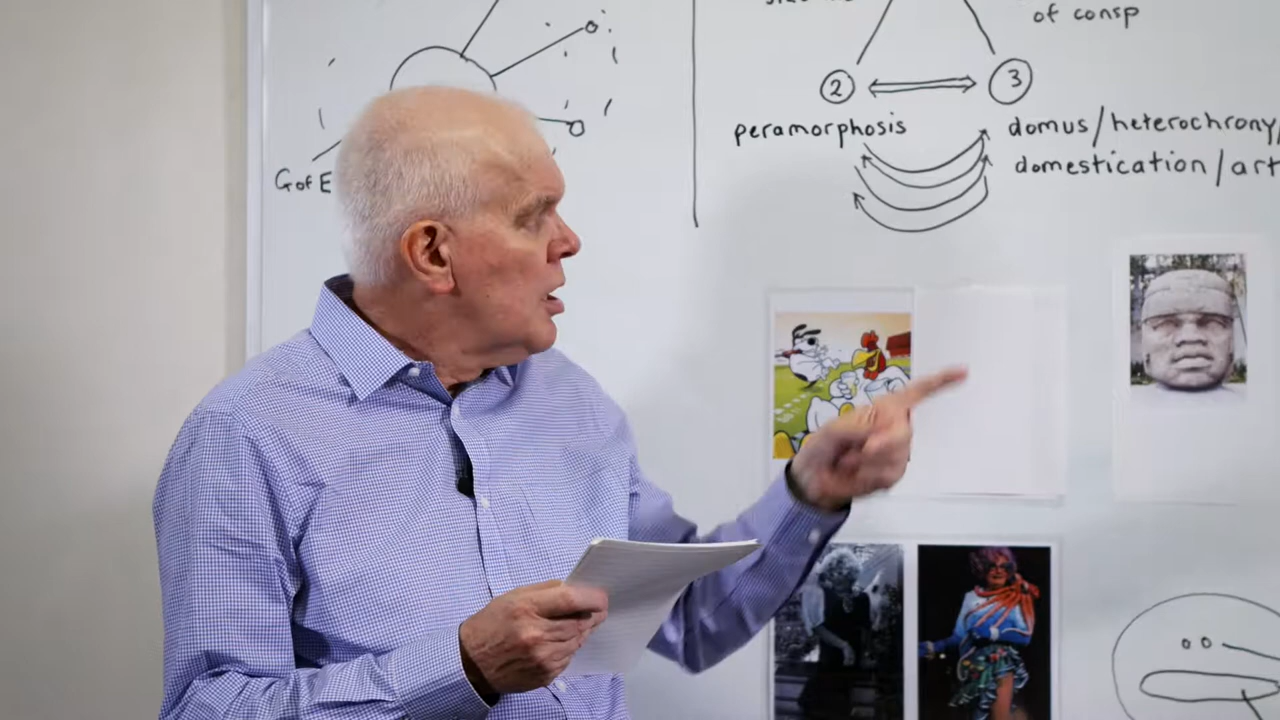 of consp
2
3
peramorphosis
domus/heterochrony/
domestication/art
G of E